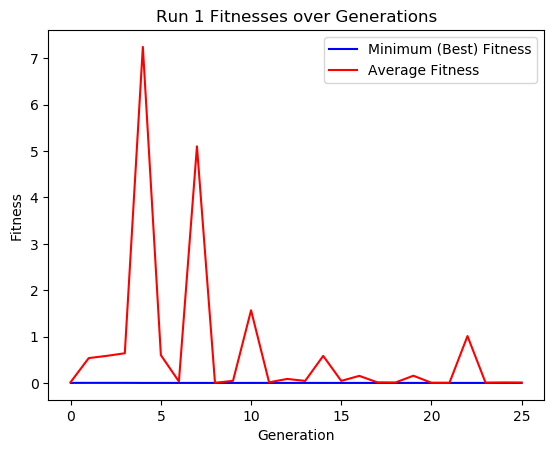 Run 1 Fitnesses over Generations
Minimum (Best) Fitness
Average Fitness
Fitness
7
6
5
4
3
2
1
0
0 5 10 15 20 25
Generation